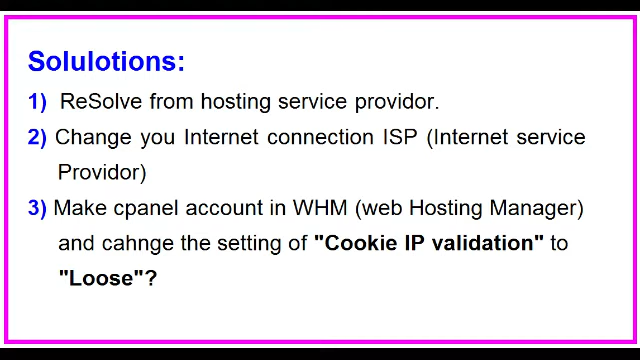 Solulotions:
1) ReSolve from hosting service providor.
2) Change you Internet connection ISP (Internet service
Providor)
3) Make cpanel account in WHM (web Hosting Manager)
and cahnge the setting of "Cookie IP validation" to
"Loose"?